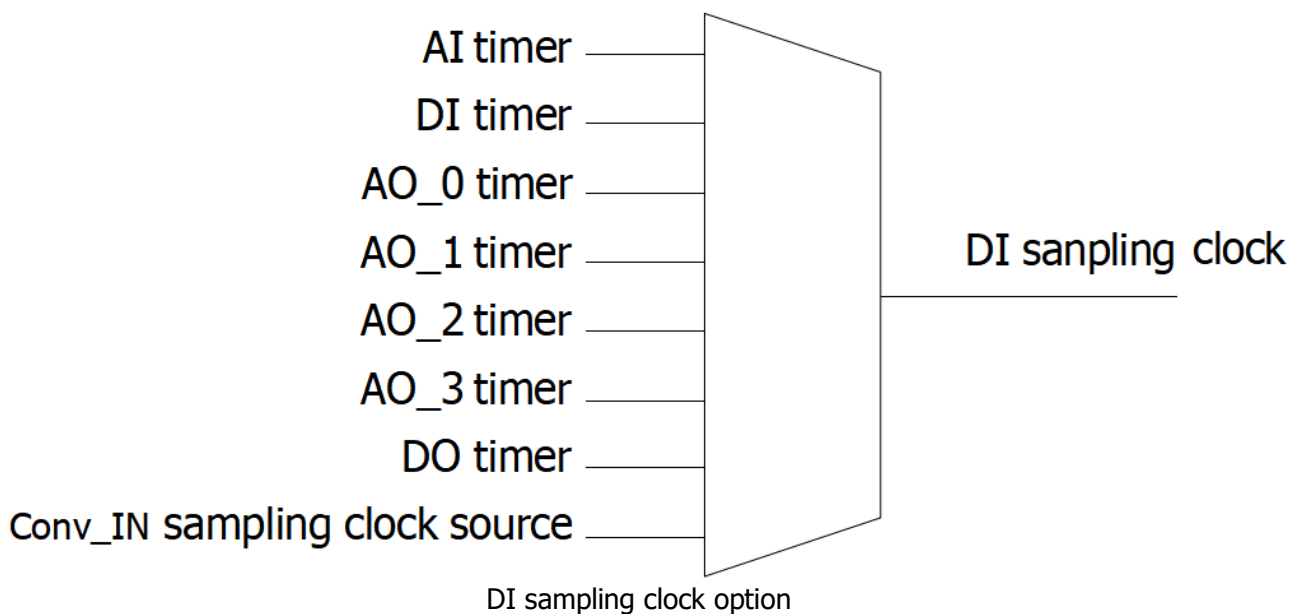 AI timer
DI timer
AO_0 timer
AO_1 timer
DI sanpling clock
AO_2 timer
AO_3 timer
DO timer
Conv_IN sampling clock source
DI sampling clock option